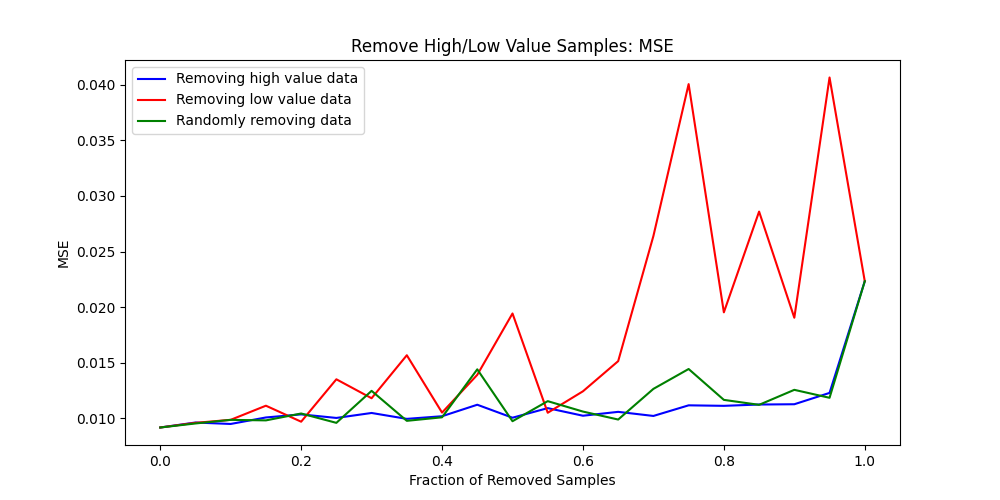 Remove High/Low Value Samples: MSE
Removing high value data
Removing low value data
Randomly removing data
0.040
0.035
0.030
0.025
0.020
0.015
0.010
MSE
0.0 0.2 0.4 0.6 0.8 1.0
Fraction of Removed Samples